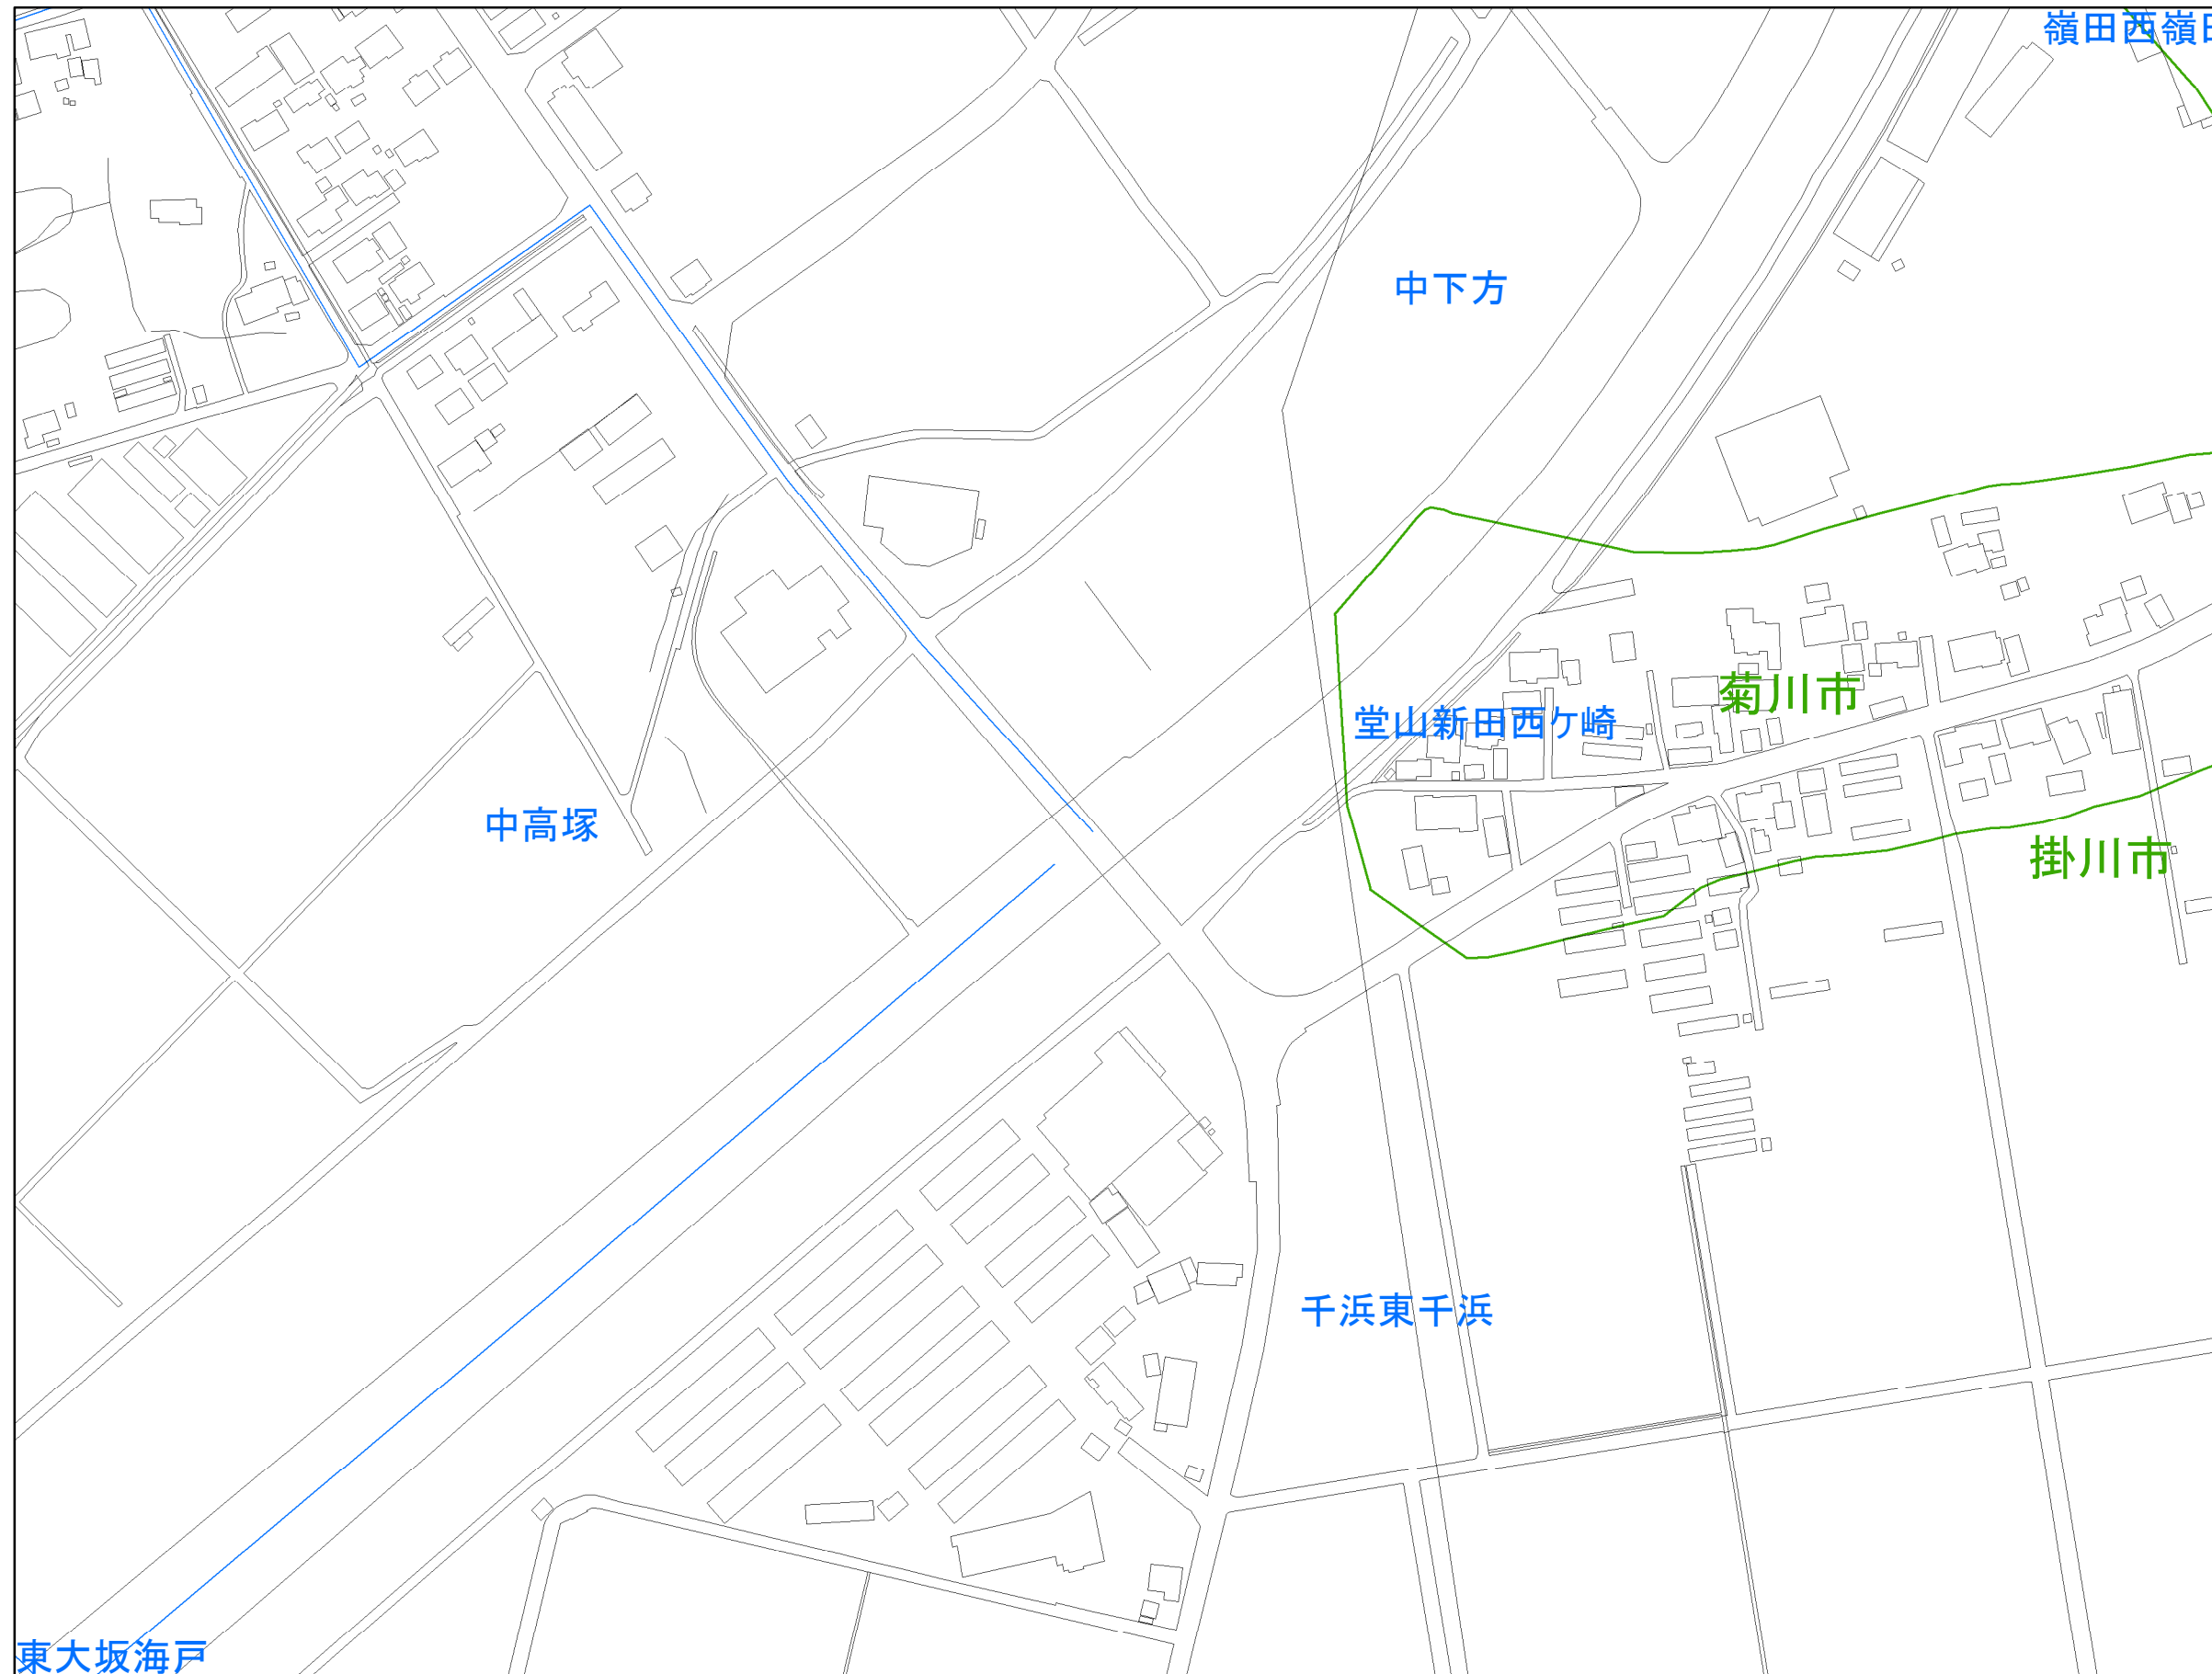 嶺田西嶺田
中下方
菊川市
堂山新田西ケ崎
中高塚
掛川市
千浜東千浜
東大坂海戸